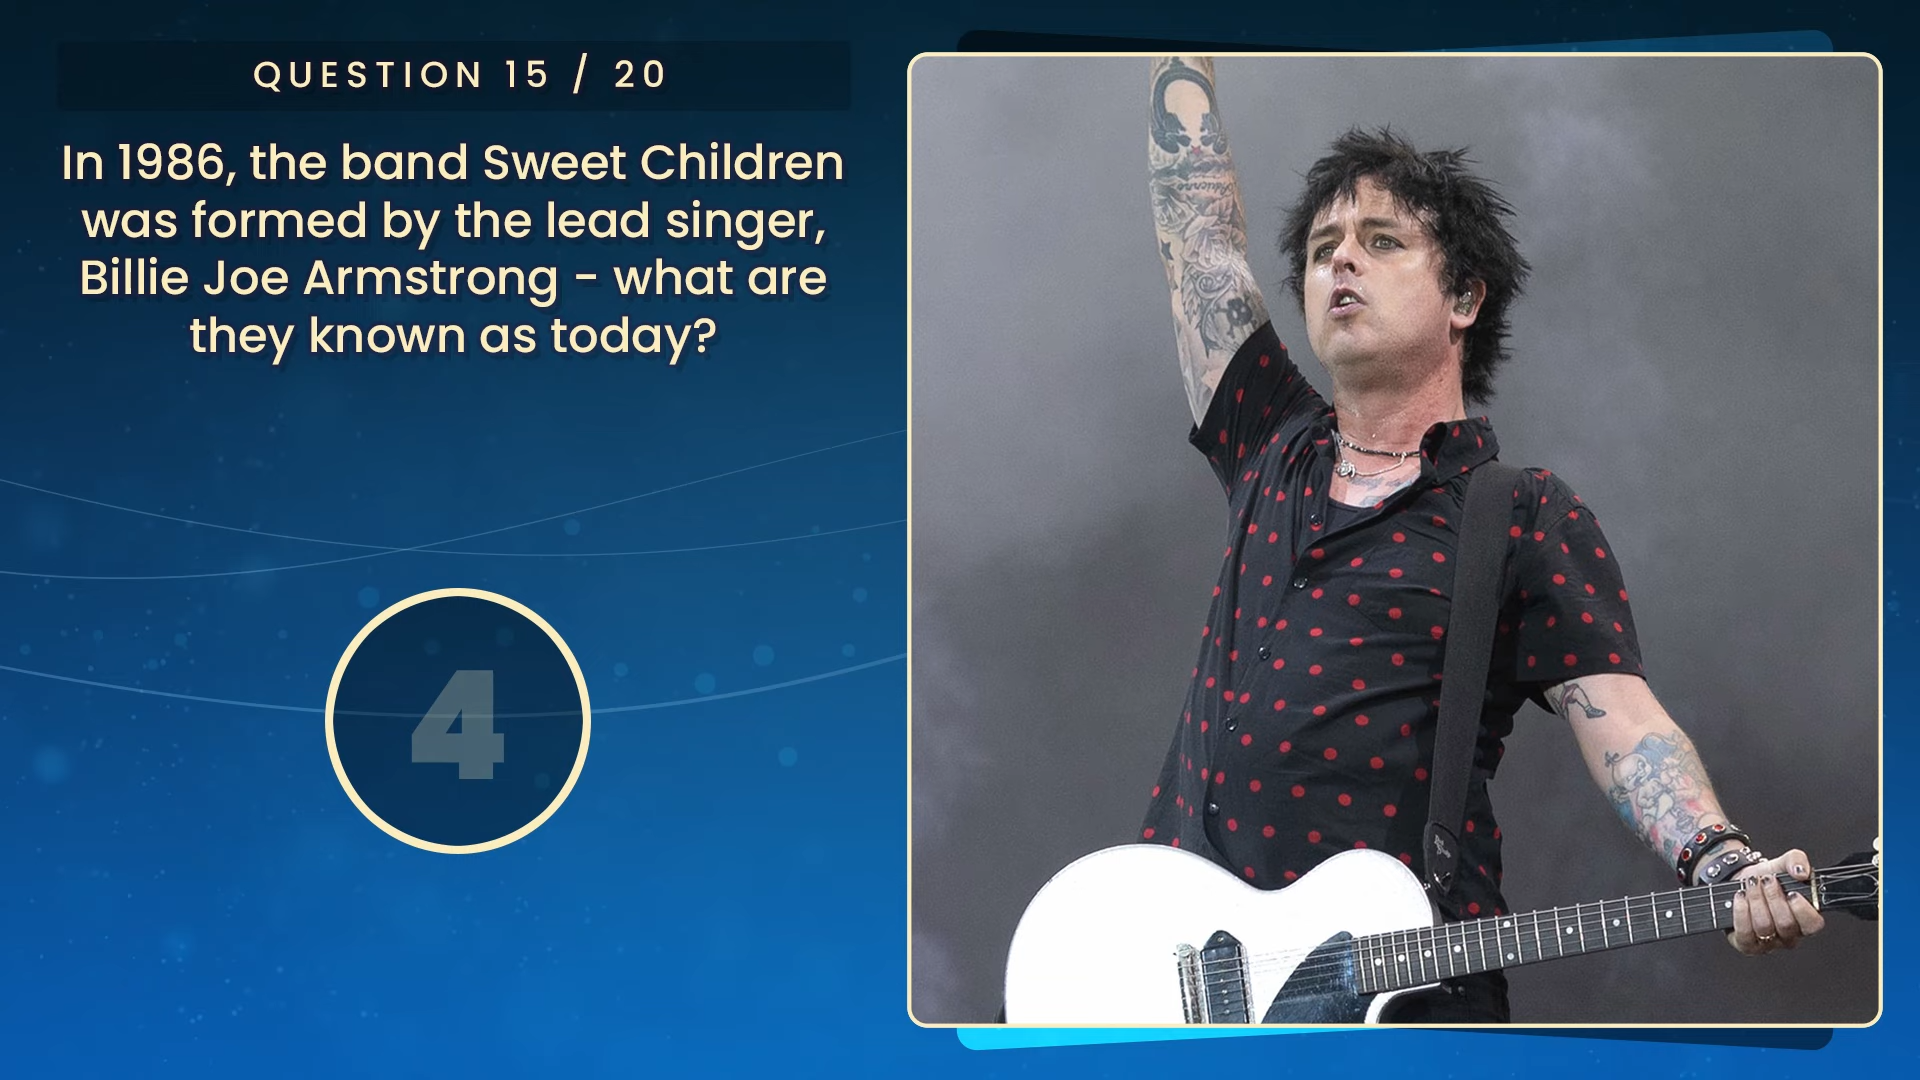 QUESTION 15 / 20
In 1986, the band Sweet Children
was formed by the lead singer,
Billie Joe Armstrong - what are
they known as today?
4